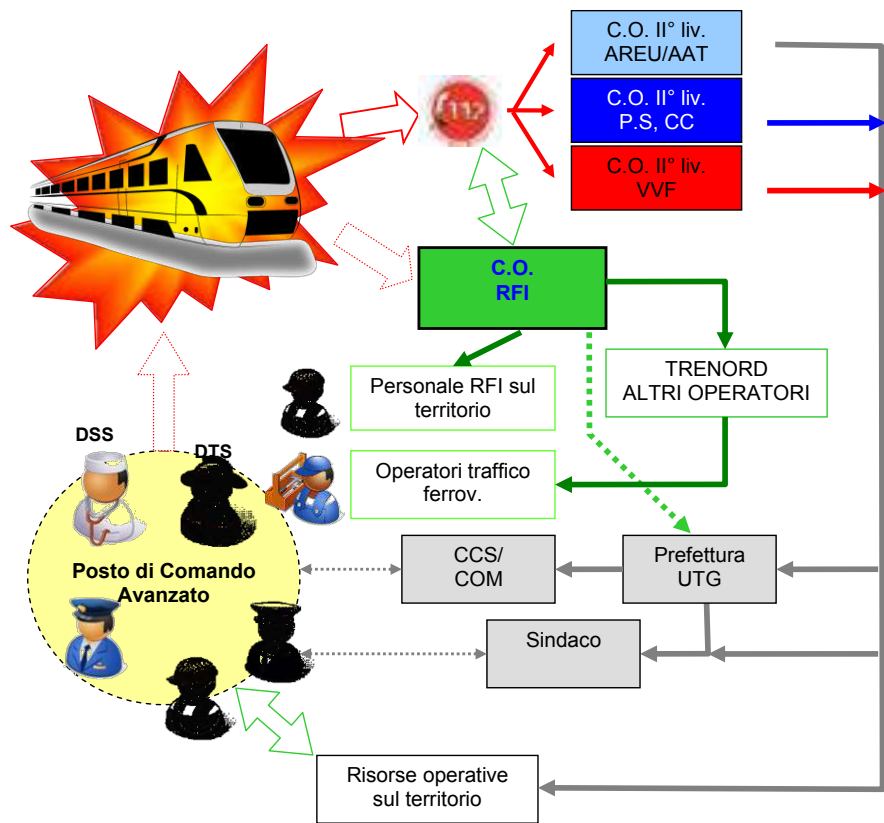 C.O. II° liv.
AREU/AAT
C.O. II° liv.
P.S, CC
C.O. II° liv.
VVF
112
C.O.
RFI
TRENORD
ALTRI OPERATORI
Personale RFI sul
territorio
DSS
DTS
Operatori traffico
ferrov.
Posto di Comando
Avanzato
CCS/
COM
Prefettura
UTG
Sindaco
Risorse operative
sul territorio